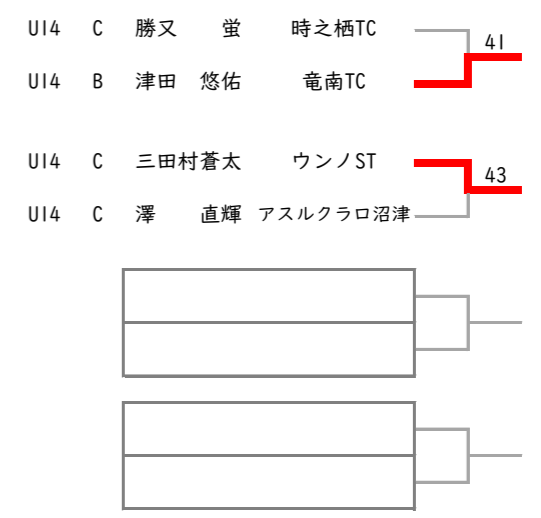 U14 C 勝又 蛍 時之栖TC
41
U14 B 津田 悠佑 竜南TC
U14 C 三田村蒼太 ウンノST
43
U14 C 澤 直輝 アスルクラロ沼津